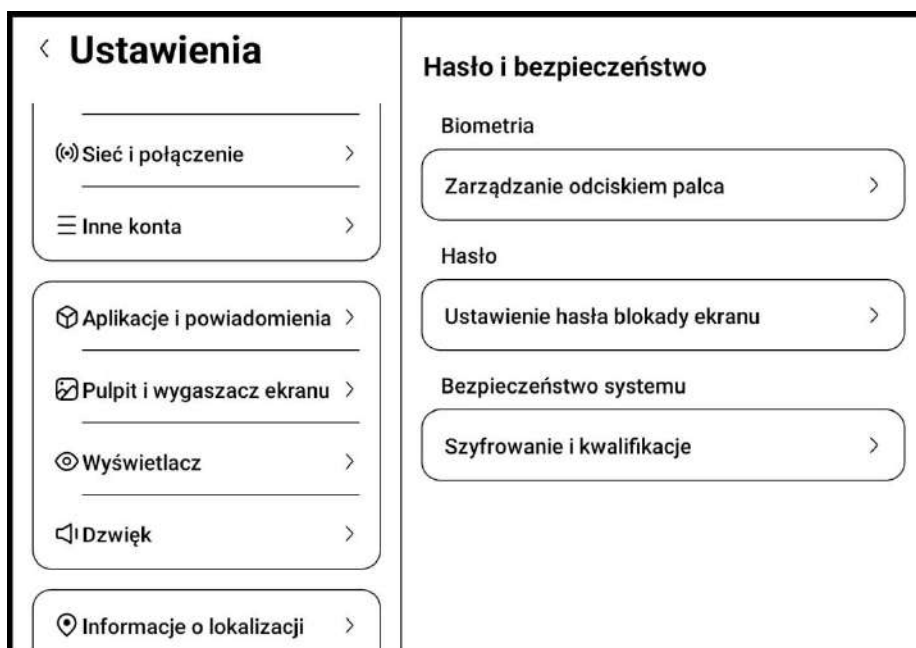 Ustawienia
Sieć i połączenie
Inne konta
Aplikacje i powiadomienia
Pulpit i wygaszacz ekranu
Wyświetlacz
Dzwięk
Informacje o lokalizacji
Hasło i bezpieczeństwo
Biometria
Zarządzanie odciskiem palca
Hasło
Ustawienie hasła blokady ekranu
Bezpieczeństwo systemu
Szyfrowanie i kwalifikacje